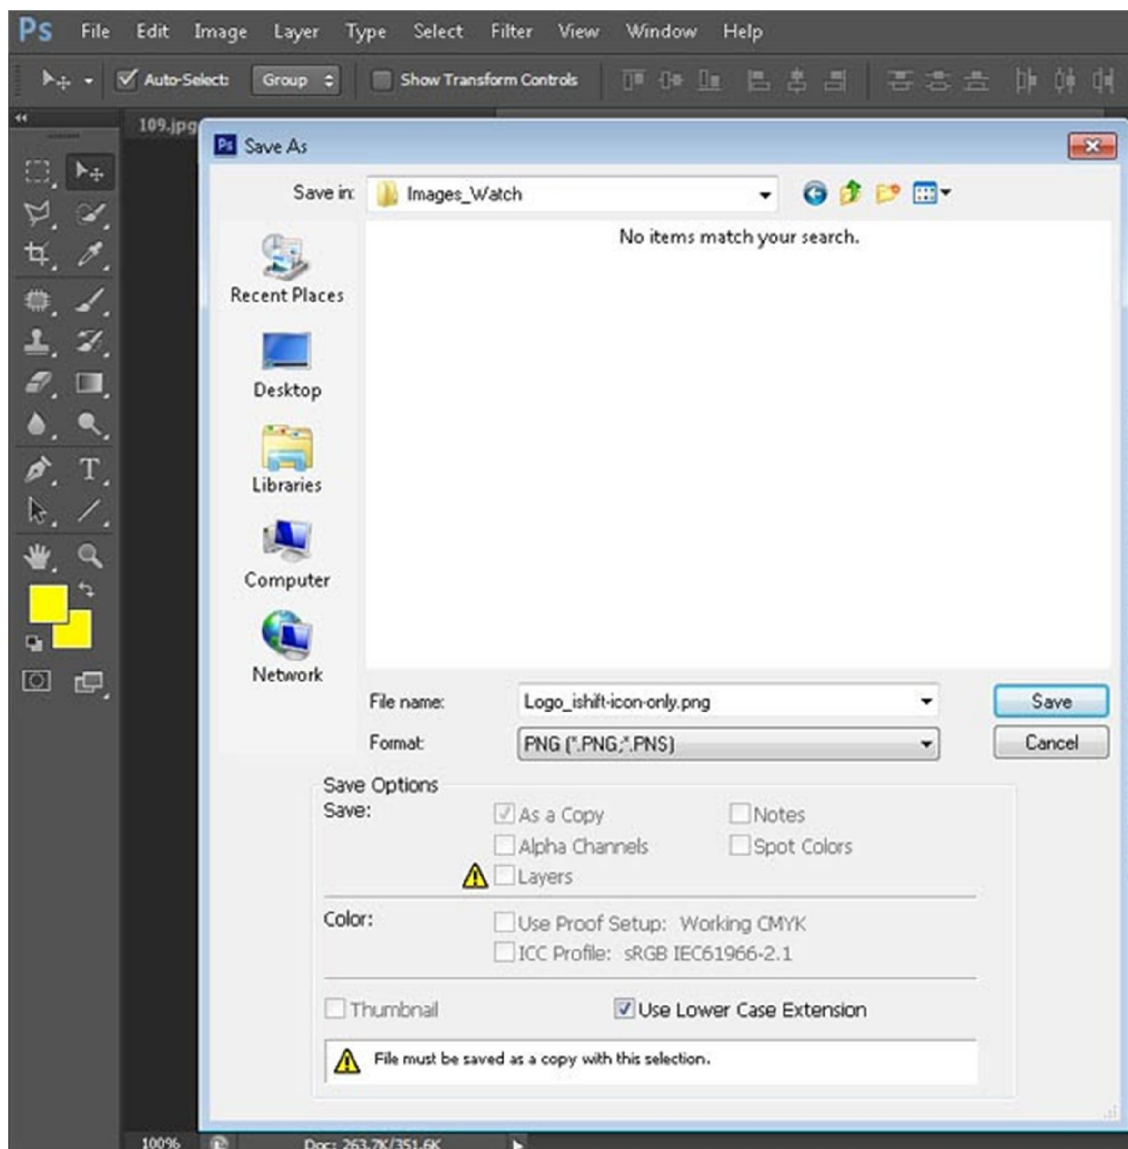 Ps File Edit Image Layer Type Select Filter View Window Help
Auto-Select: Group Show Transform Controls
109.jpg
Ps Save As
Save in: Images_Watch
No items match your search.
Recent Places
Desktop
Libraries
Computer
Network
File name: Logo_ishift-icon-only.png Save
Format: PNG (*.PNG;*.PNS) Cancel
Save Options
Save: As a Copy Notes
Alpha Channels Spot Colors
Layers
Color: Use Proof Setup: Working CMYK
ICC Profile: sRGB IEC61966-2.1
Thumbnail Use Lower Case Extension
File must be saved as a copy with this selection.
100% Doc: 263.7K/351.6K